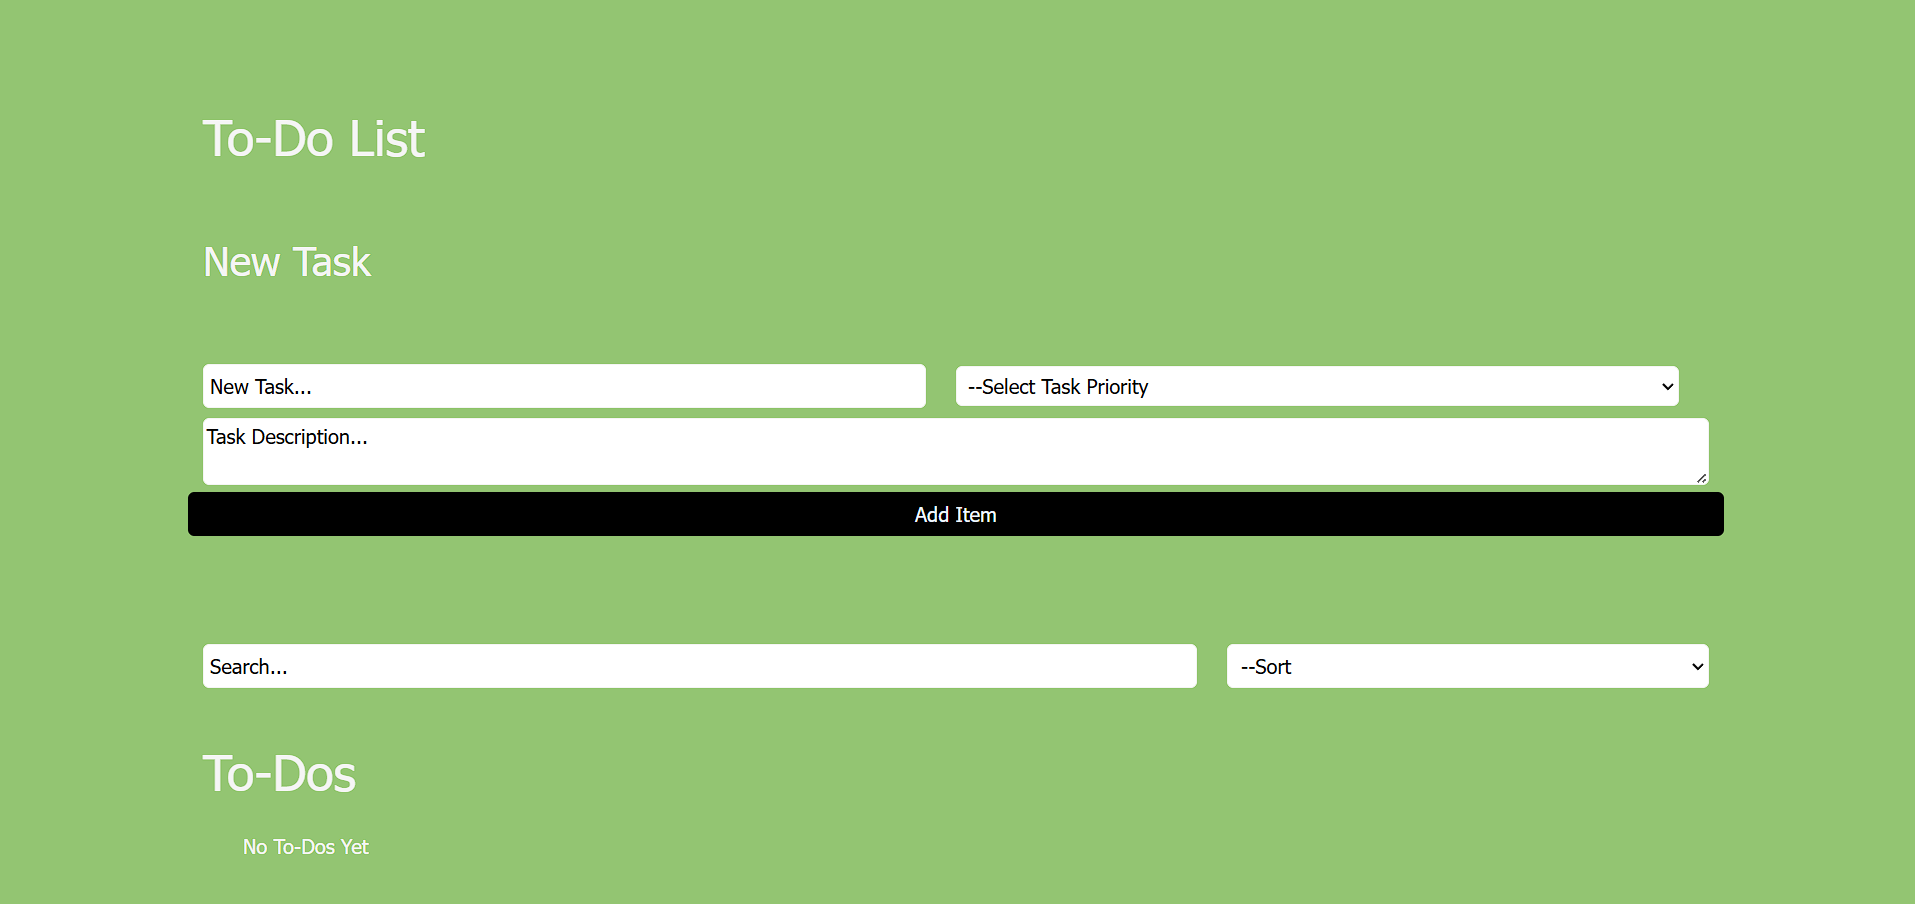 To-Do List
New Task
New Task...
--Select Task Priority
Task Description...
Add Item
Search...
--Sort
To-Dos
No To-Dos Yet